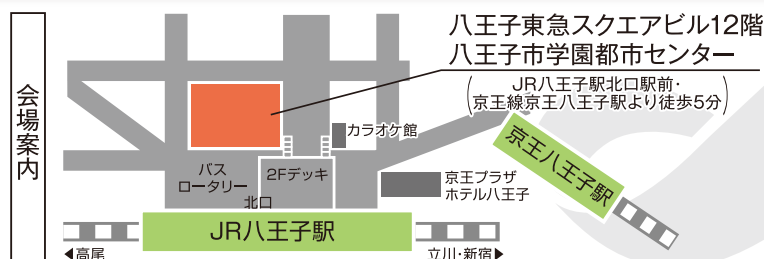 会場案内
八王子東急スクエアビル12階
八王子市学園都市センター
(JR八王子駅北口駅前・
京王線京王八王子駅より徒歩5分)
カラオケ館
バス
ロータリー
2Fデッキ
京王プラザ
ホテル八王子
京王八王子駅
北口
JR八王子駅
◀高尾
立川・新宿▶